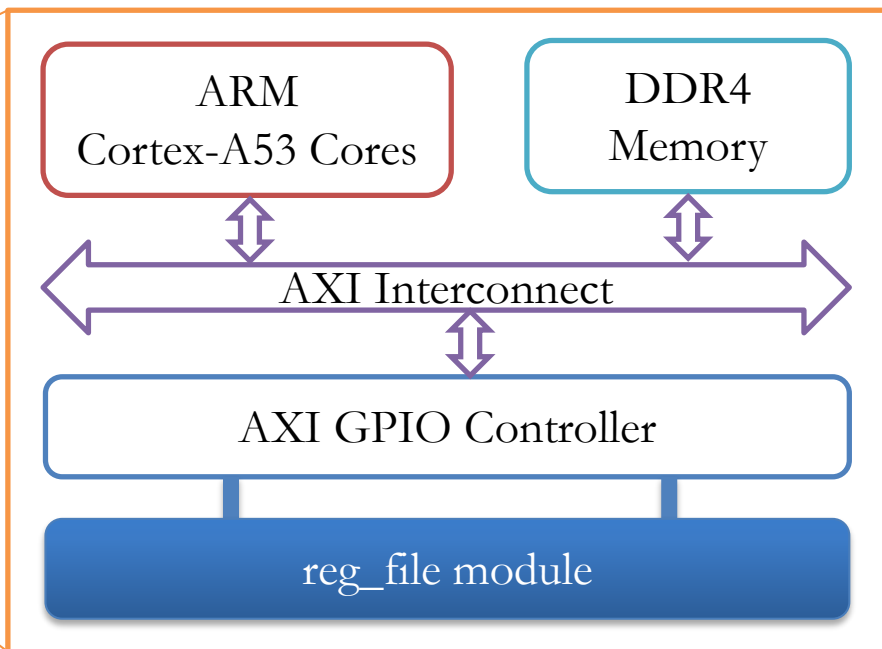 ARM
Cortex-A53 Cores
DDR4
Memory
AXI Interconnect
AXI GPIO Controller
reg_file module